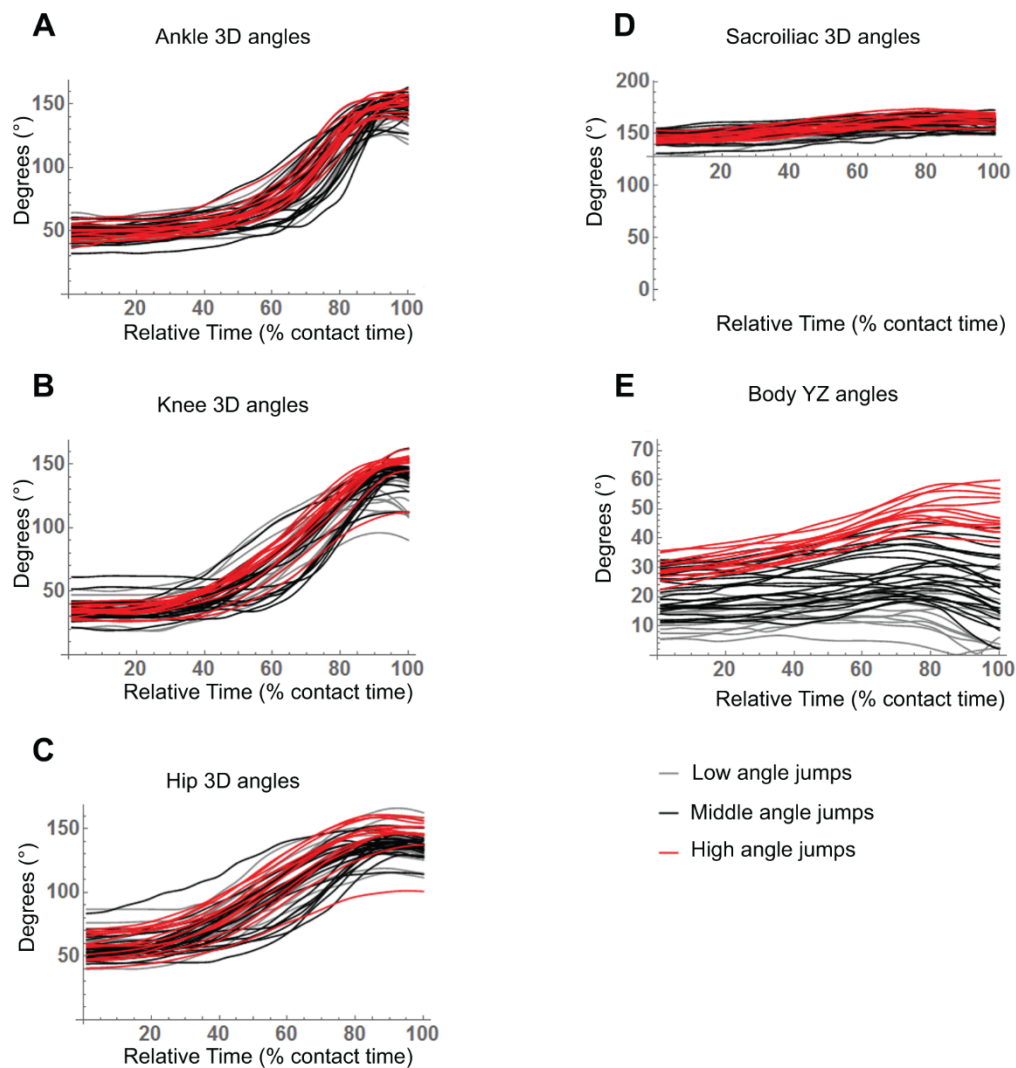 A
Ankle 3D angles
Degrees (°)
150
100
50
20 40 60 80 100
Relative Time (% contact time)
B
Knee 3D angles
Degrees (°)
150
100
50
20 40 60 80 100
Relative Time (% contact time)
C
Hip 3D angles
Degrees (°)
150
100
50
20 40 60 80 100
Relative Time (% contact time)
D
Sacroiliac 3D angles
Degrees (°)
200
150
100
50
0
20 40 60 80 100
Relative Time (% contact time)
E
Body YZ angles
Degrees (°)
70
60
50
40
30
20
10
20 40 60 80 100
Relative Time (% contact time)
Low angle jumps
Middle angle jumps
High angle jumps